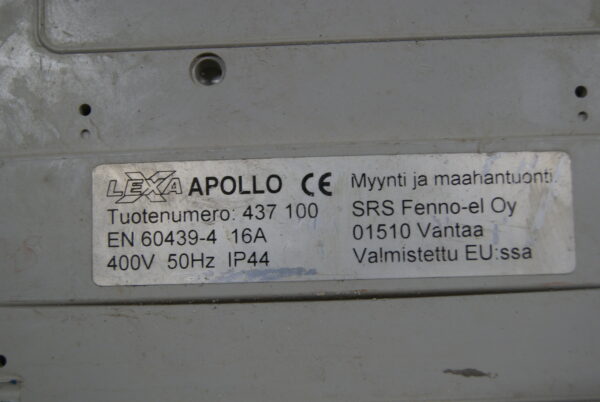 LEXA APOLLO CE
Tuotenumero: 437 100
EN 60439-4 16A
400V 50Hz IP44
Myynti ja maahantuonti:
SRS Fenno-el Oy
01510 Vantaa
Valmistettu EU:ssa